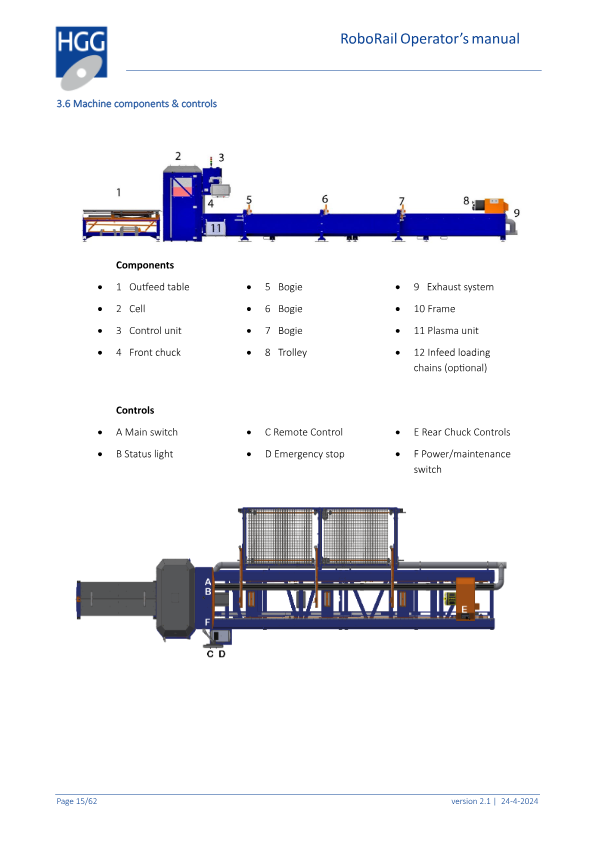 HGG
RoboRail Operator's manual
3.6 Machine components & controls
1
2
3
4
5
6
7
8
9
11
Components
• 1 Outfeed table
• 2 Cell
• 3 Control unit
• 4 Front chuck
• 5 Bogie
• 6 Bogie
• 7 Bogie
• 8 Trolley
• 9 Exhaust system
• 10 Frame
• 11 Plasma unit
• 12 Infeed loading
chains (optional)
Controls
• A Main switch
• B Status light
• C Remote Control
• D Emergency stop
• E Rear Chuck Controls
• F Power/maintenance
switch
A
B
E
F
C D
Page 15/62
version 2.1 | 24-4-2024